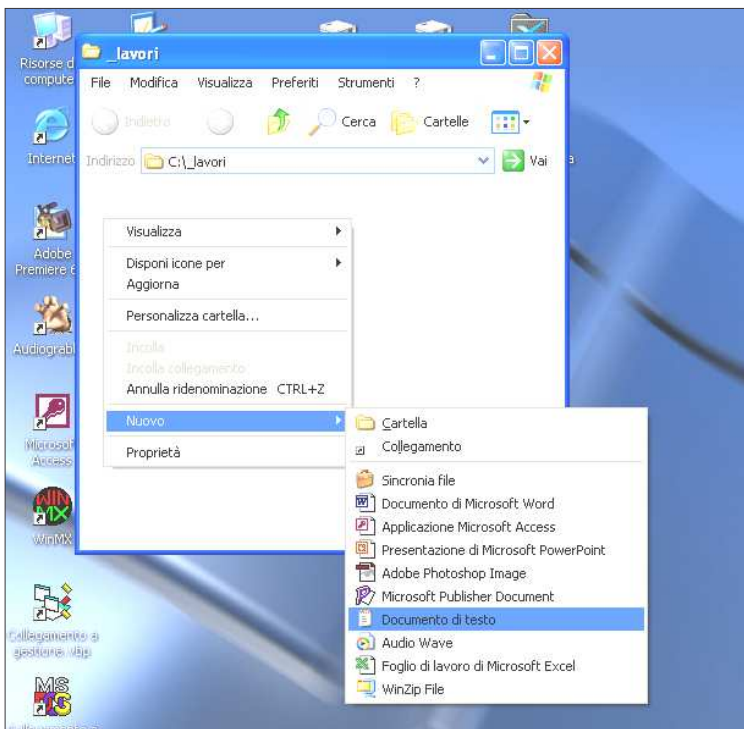 _lavori
File Modifica Visualizza Preferiti Strumenti ?
Indietro Cerca Cartelle
Indirizzo C:\_lavori Vai
Risorse d
compute
Internet
Adobe
Premiere 6
Audiograbl
Microsoft
Access
WinMX
Collegamento a
gestione.vbp
Visualizza
Disponi icone per
Aggiorna
Personalizza cartella...
Incolla
Incolla collegamento
Annulla ridenominazione CTRL+Z
Nuovo
Proprietà
Cartella
Collegamento
Sincronia file
Documento di Microsoft Word
Applicazione Microsoft Access
Presentazione di Microsoft PowerPoint
Adobe Photoshop Image
Microsoft Publisher Document
Documento di testo
Audio Wave
Foglio di lavoro di Microsoft Excel
WinZip File